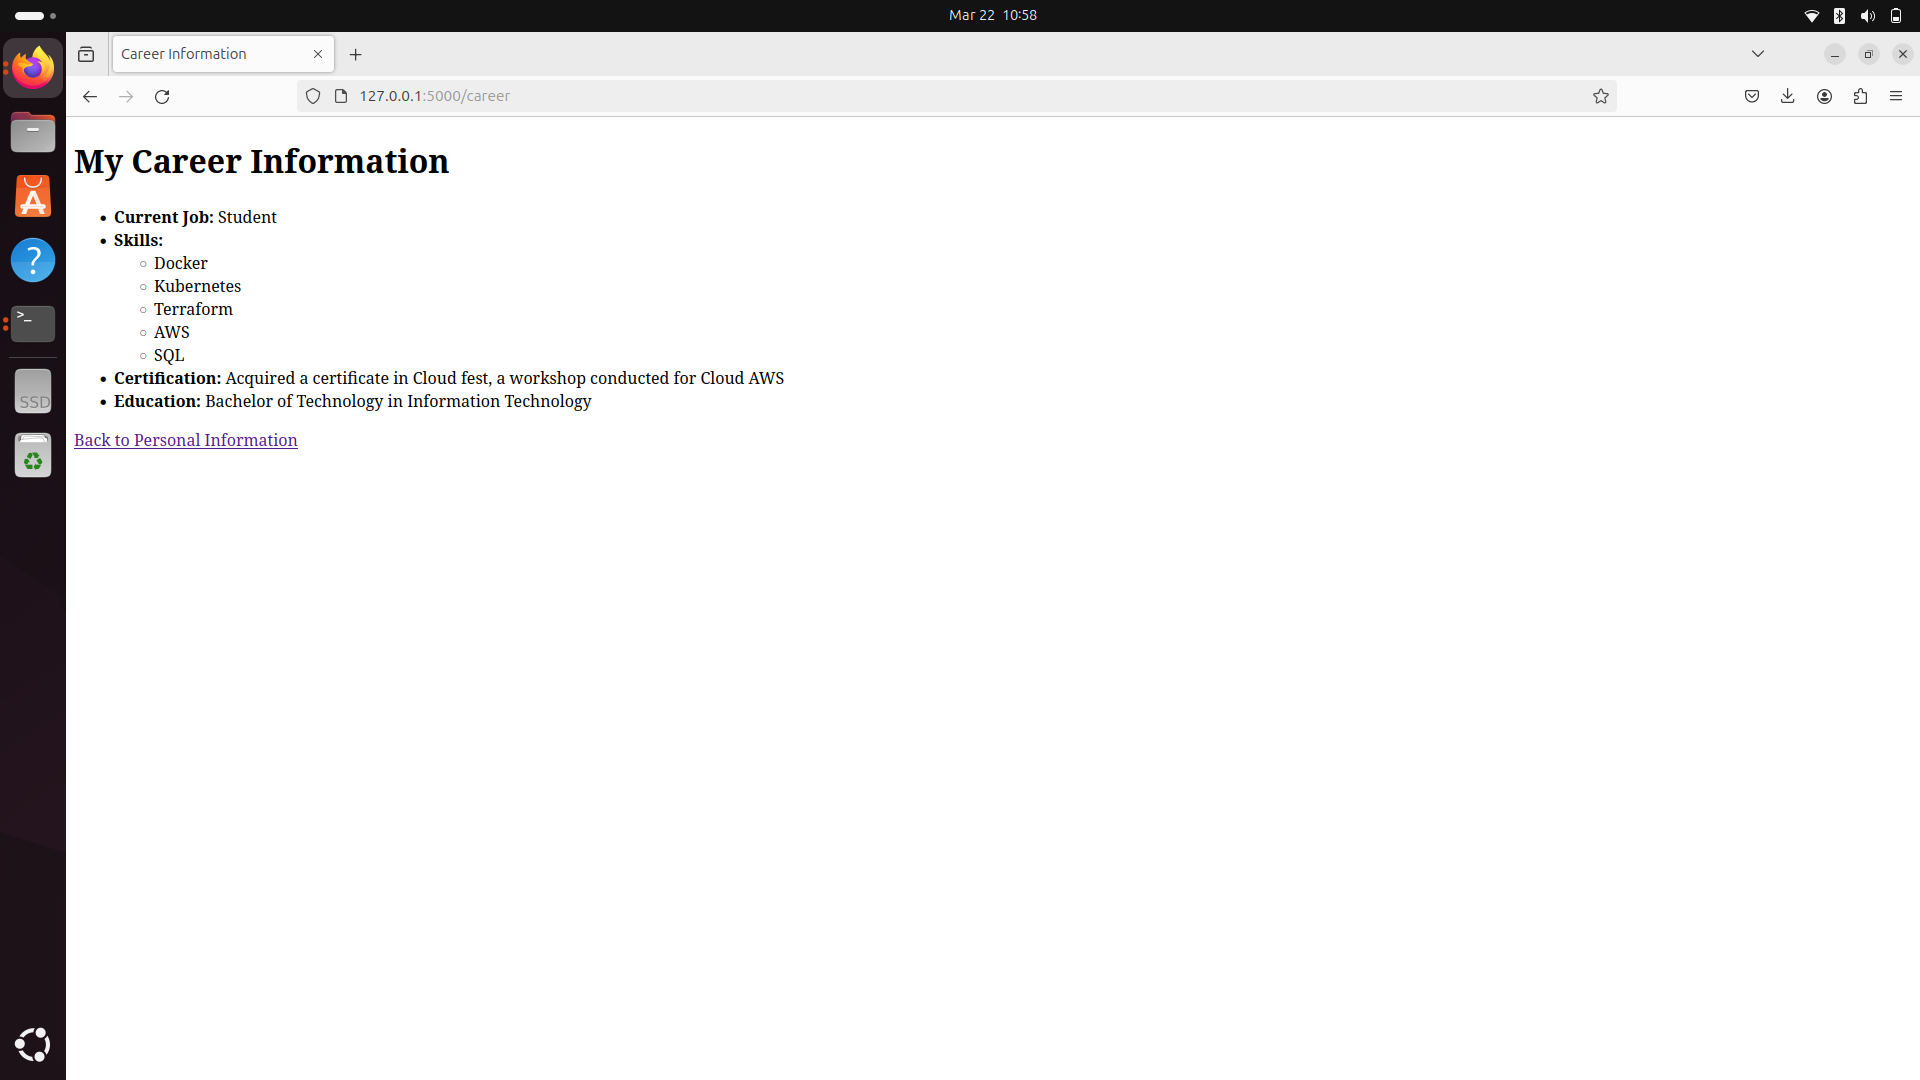 Mar 22 10:58
Career Information
127.0.0.1:5000/career
My Career Information
Current Job: Student
Skills:
Docker
Kubernetes
Terraform
AWS
SQL
Certification: Acquired a certificate in Cloud fest, a workshop conducted for Cloud AWS
Education: Bachelor of Technology in Information Technology
Back to Personal Information
A
?
>_
SSD